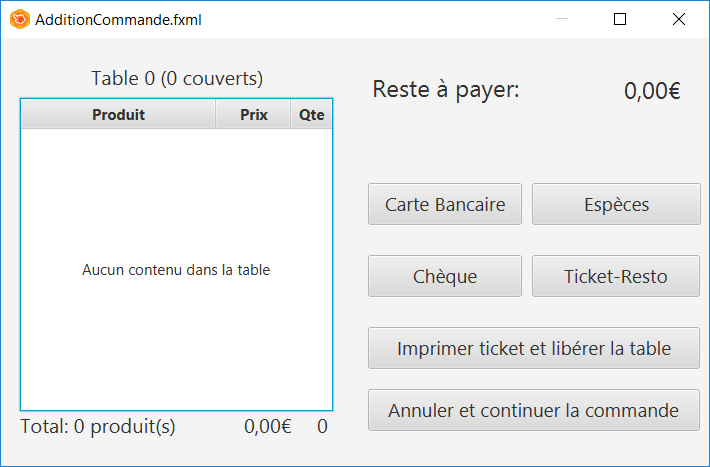 AdditionCommande.fxml
Table 0 (0 couverts)
Produit Prix Qte
Aucun contenu dans la table
Total: 0 produit(s) 0,00€ 0
Reste à payer: 0,00€
Carte Bancaire Espèces
Chèque Ticket-Resto
Imprimer ticket et libérer la table
Annuler et continuer la commande